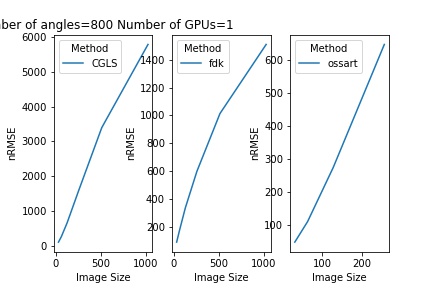 ber of angles=800 Number of GPUs=1
6000
5000
4000
3000
2000
1000
0
nRMSE
Method
CGLS
0
500
1000
Image Size
1400
1200
1000
800
600
400
200
nRMSE
Method
fdk
0
500
1000
Image Size
600
500
400
300
200
100
nRMSE
Method
ossart
100
200
Image Size